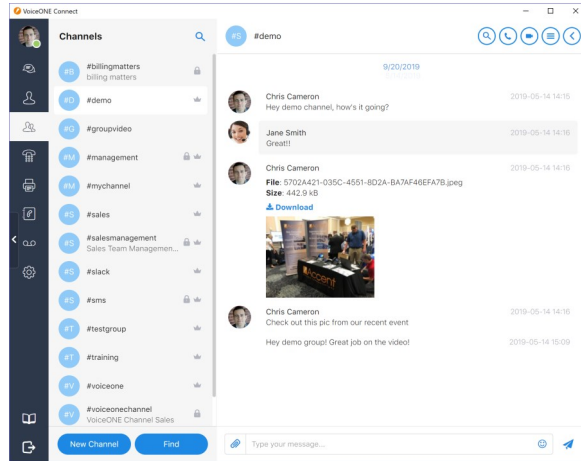 VoiceONE Connect
Channels
#S
#demo
9/20/2019
#B
#billingmatters
billing matters
#D
#demo
#G
#groupvideo
#M
#management
#M
#mychannel
#S
#sales
#S
#salesmanagement
Sales Team Managemen...
#S
#slack
#S
#sms
#T
#testgroup
#T
#training
#V
#voiceone
#V
#voiceonechannel
VoiceONE Channel Sales
New Channel
Find
Chris Cameron
2019-05-14 14:15
Hey demo channel, how's it going?
Jane Smith
2019-05-14 14:16
Great!!
Chris Cameron
2019-05-14 14:16
File: 5702A421-035C-4551-8D2A-BA7AF46EFA7B.jpeg
Size: 442.9 kB
Download
Accent
Chris Cameron
2019-05-14 14:16
Check out this pic from our recent event
Hey demo group! Great job on the video!
2019-05-14 15:09
Type your message...